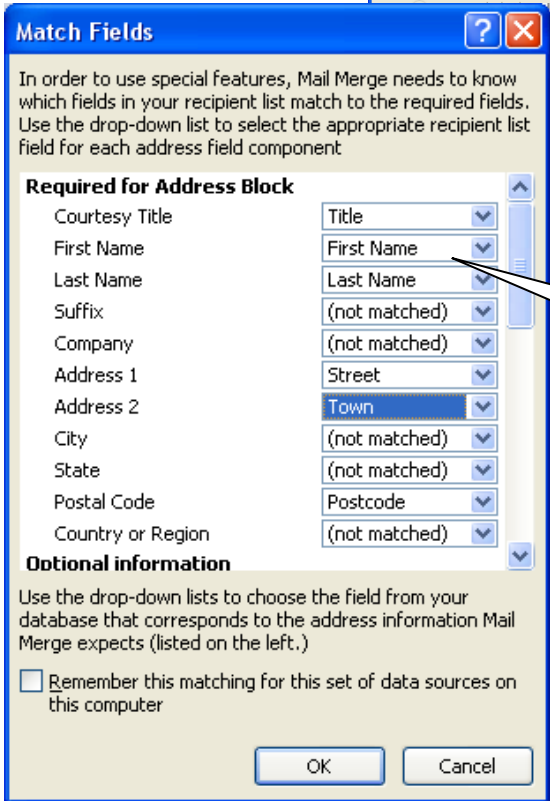 Match Fields
In order to use special features, Mail Merge needs to know
which fields in your recipient list match to the required fields.
Use the drop-down list to select the appropriate recipient list
field for each address field component
Required for Address Block
Courtesy Title Title
First Name First Name
Last Name Last Name
Suffix (not matched)
Company (not matched)
Address 1 Street
Address 2 Town
City (not matched)
State (not matched)
Postal Code Postcode
Country or Region (not matched)
Optional information
Use the drop-down lists to choose the field from your
database that corresponds to the address information Mail
Merge expects (listed on the left.)
Remember this matching for this set of data sources on
this computer
OK Cancel